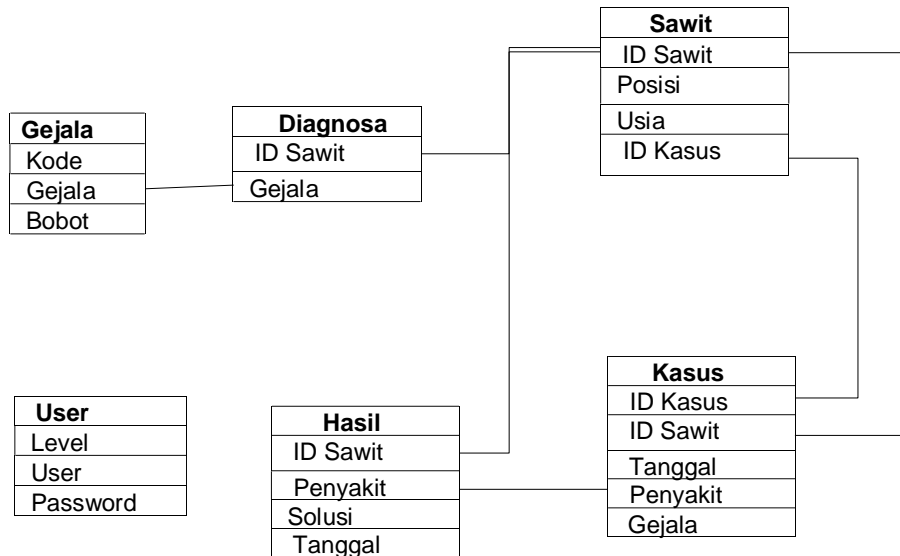 Sawit
ID Sawit
Posisi
Usia
ID Kasus
Gejala
Kode
Gejala
Bobot
Diagnosa
ID Sawit
Gejala
User
Level
User
Password
Hasil
ID Sawit
Penyakit
Solusi
Tanggal
Kasus
ID Kasus
ID Sawit
Tanggal
Penyakit
Gejala